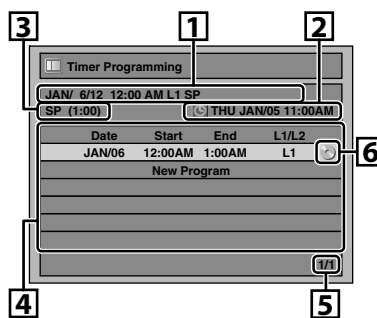 3 1 2
Timer Programming
JAN/ 6/12 12:00 AM L1 SP
SP (1:00) THU JAN/05 11:00AM
Date Start End L1/L2
JAN/06 12:00AM 1:00AM L1
6
New Program
1/1
4 5